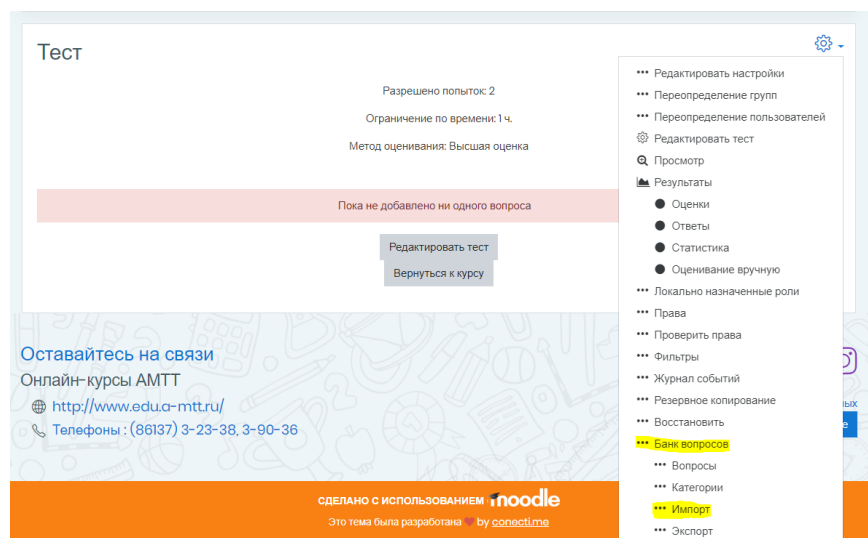 Тест
Разрешено попыток: 2
Ограничение по времени: 1 ч.
Метод оценивания: Высшая оценка
Пока не добавлено ни одного вопроса
Редактировать тест
Вернуться к курсу
Редактировать настройки
Переопределение групп
Переопределение пользователей
Редактировать тест
Просмотр
Результаты
Оценки
Ответы
Статистика
Оценивание вручную
Локально назначенные роли
Права
Проверить права
Фильтры
Журнал событий
Резервное копирование
Восстановить
Банк вопросов
Вопросы
Категории
Импорт
Экспорт
Оставайтесь на связи
Онлайн-курсы АМТТ
http://www.edu.a-mtt.ru/
Телефоны : (86137) 3-23-38, 3-90-36
СДЕЛАНО С ИСПОЛЬЗОВАНИЕМ moodle
Это тема была разработана by conecti.me